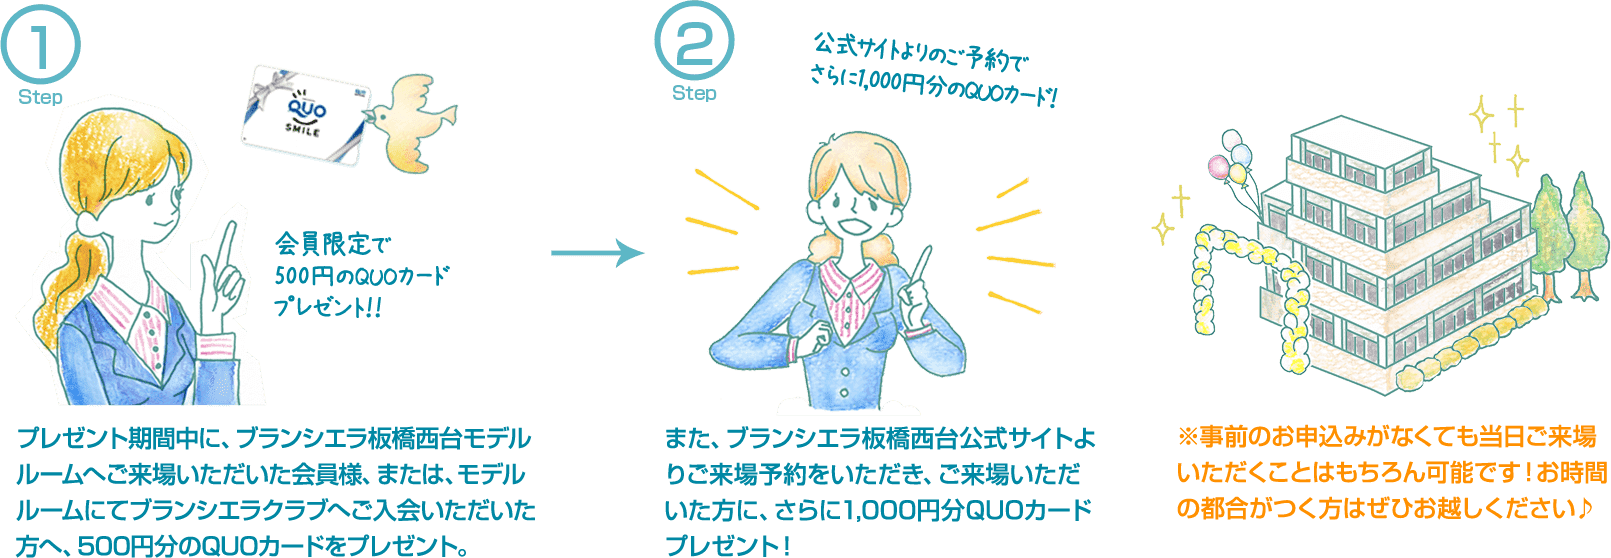 1
Step
QUO
SMILE
会員限定で
500円のQUOカード
プレゼント!!
プレゼント期間中に、ブランシエラ板橋西台モデル
ルームへご来場いただいた会員様、または、モデル
ルームにてブランシエラクラブへご入会いただいた
方へ、500円分のQUOカードをプレゼント。
2
Step
公式サイトよりのご予約で
さらに1,000円分のQUOカード!
また、ブランシエラ板橋西台公式サイトよ
りご来場予約をいただき、ご来場いただ
いた方に、さらに1,000円分QUOカード
プレゼント!
※事前のお申込みがなくても当日ご来場
いただくことはもちろん可能です!お時間
の都合がつく方はぜひお越しください♪